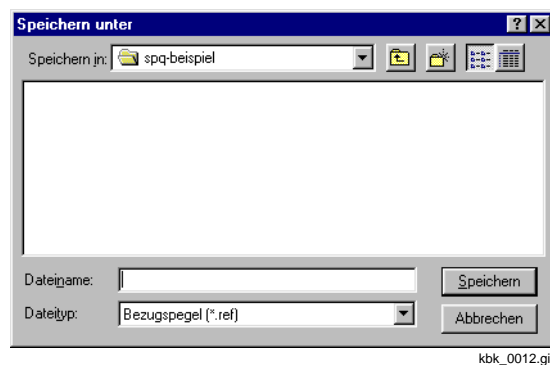 Speichern unter
Speichern in: spq-beispiel
Dateiname:
Speichern
Dateityp: Bezugspegel (*.ref)
Abbrechen
kbk_0012.gi